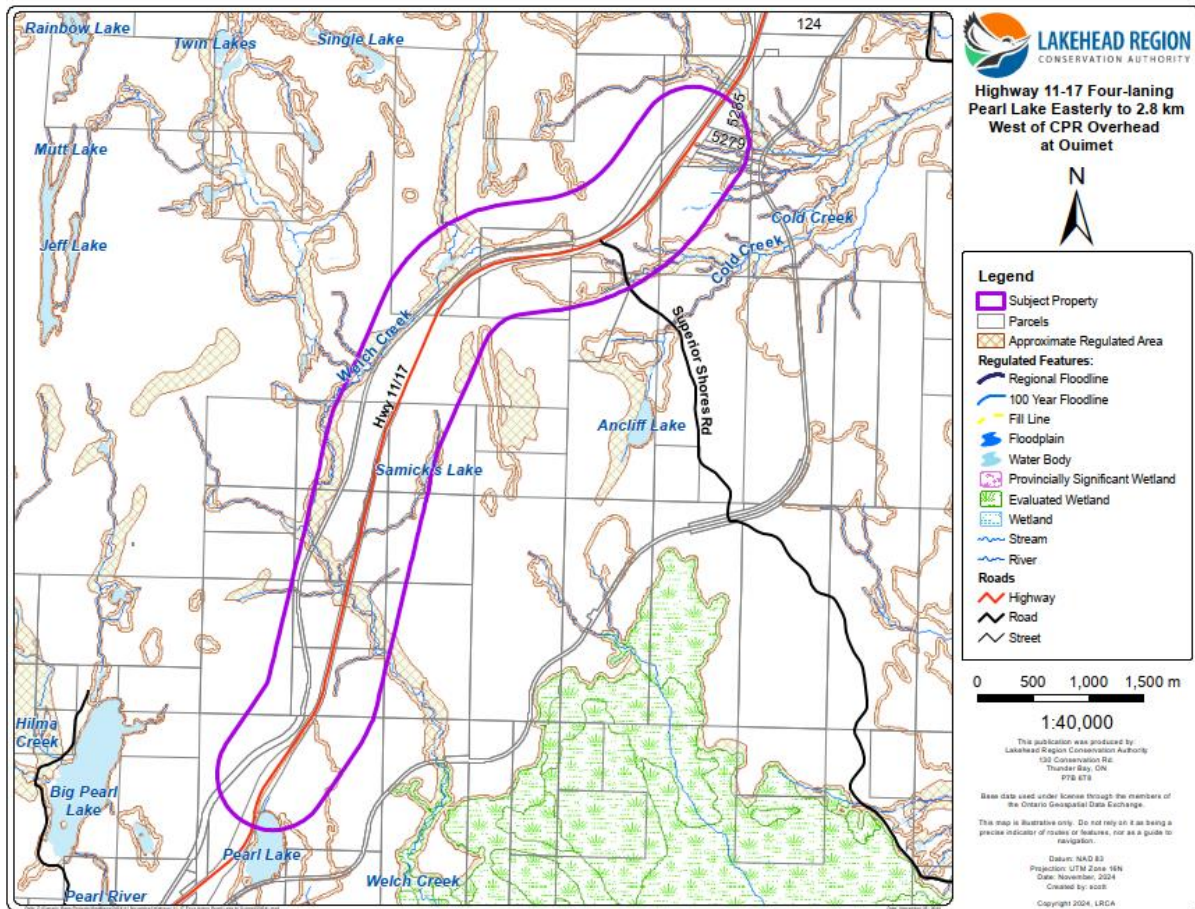 Rainbow Lake
Twin Lakes
Single Lake
124
Mutt Lake
5265
5279
Jeff Lake
Cold Creek
Cold Creek
Welch Creek
Hwy 11/17
Superior Shores Rd
Ancliff Lake
Samick's Lake
Hilma
Creek
Big Pearl
Lake
Pearl Lake
Pearl River
Welch Creek
LAKEHEAD REGION
CONSERVATION AUTHORITY
Highway 11-17 Four-laning
Pearl Lake Easterly to 2.8 km
West of CPR Overhead
at Ouimet
N
Legend
Subject Property
Parcels
Approximate Regulated Area
Regulated Features:
Regional Floodline
100 Year Floodline
Fill Line
Floodplain
Water Body
Provincially Significant Wetland
Evaluated Wetland
Wetland
Stream
River
Roads
Highway
Road
Street
0 500 1,000 1,500 m
1:40,000
This publication was produced by:
Lakehead Region Conservation Authority
130 Conservation Rd.
Thunder Bay, ON
P7B 6T8
Base data used under license through the members of
the Ontario Geospatial Data Exchange.
This map is illustrative only. Do not rely on it as being a
precise indicator of routes or features, nor as a guide to
navigation.
Datum: NAD 83
Projection: UTM Zone 16N
Date: November, 2024
Created by: scott
Copyright 2024, LRCA